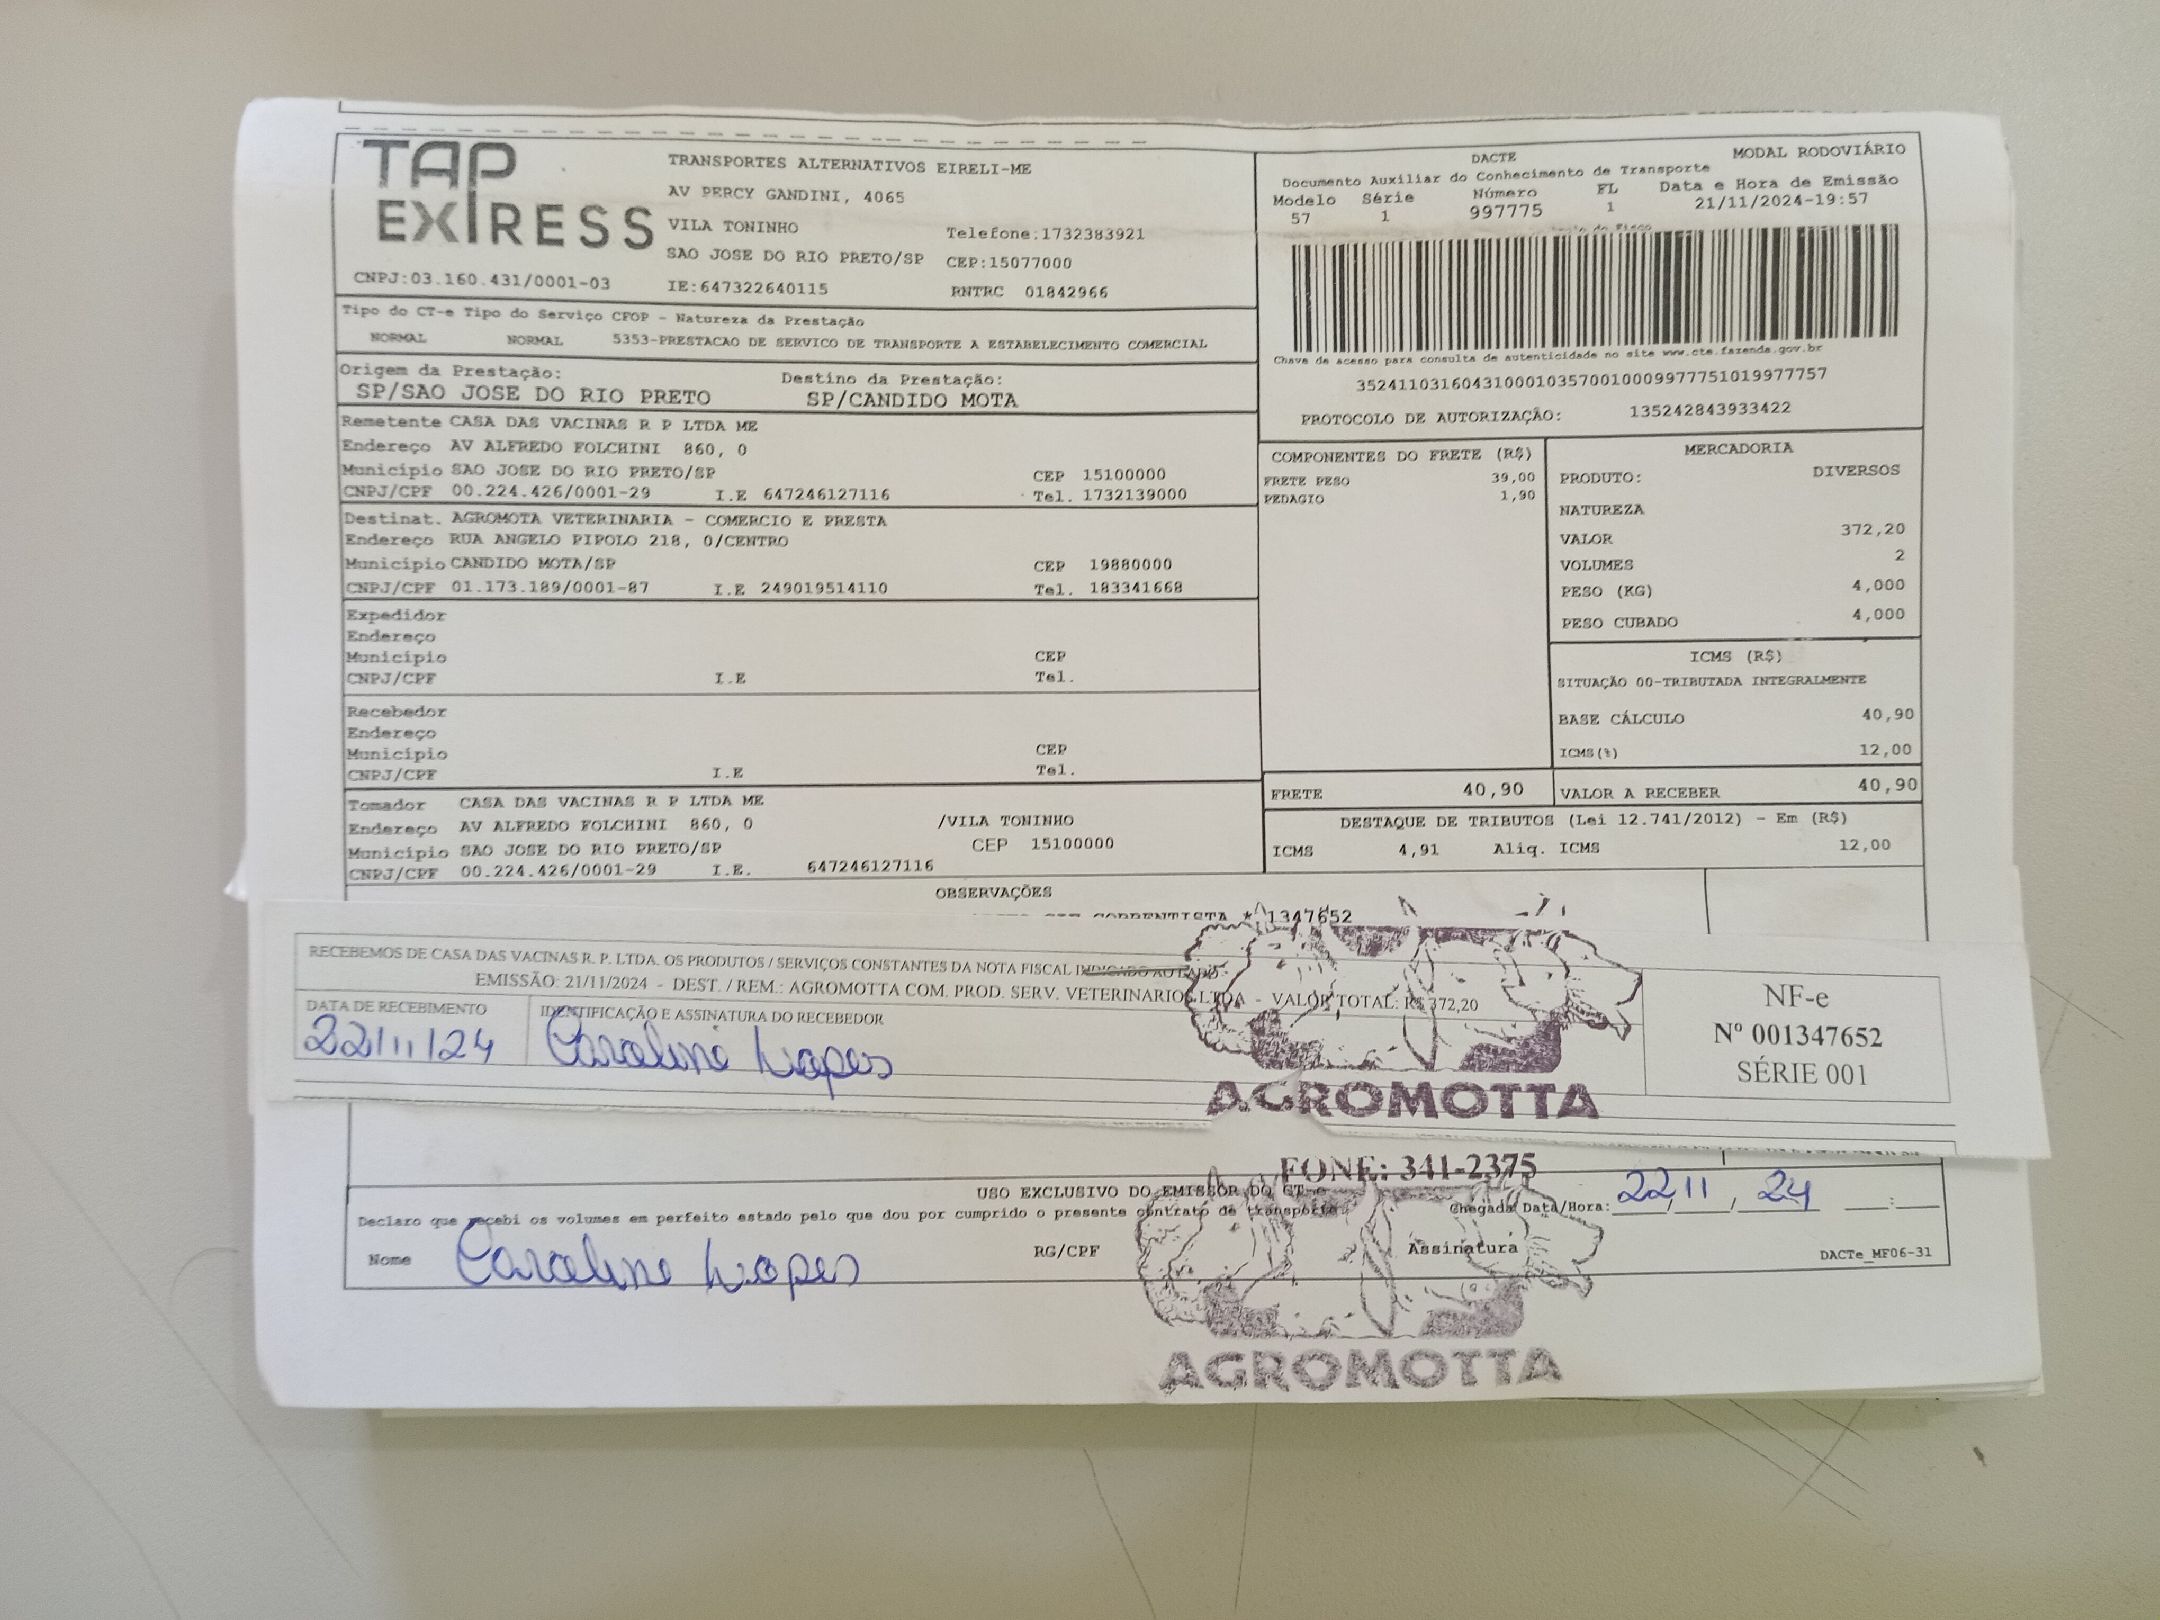 TAP
EXPRESS
TRANSPORTES ALTERNATIVOS EIRELI-ME
AV PERCY GANDINI, 4065
VILA TONINHO
Telefone:1732383921
SAO JOSE DO RIO PRETO/SP CEP:15077000
CNPJ:03.160.431/0001-03
IE:647322640115
RNTRC 01842966
DACTE
MODAL RODOVIÁRIO
Documento Auxiliar do Conhecimento de Transporte
Modelo Série Número FL Data e Hora de Emissão
57 1 997775 1 21/11/2024-19:57
Chave de acesso para consulta de autenticidade no site www.cte.fazenda.gov.br
35241103160431000103570010009977751019977757
PROTOCOLO DE AUTORIZAÇÃO: 135242843933422
Tipo do CT-e Tipo do Serviço CFOP - Natureza da Prestação
NORMAL NORMAL 5353-PRESTACAO DE SERVICO DE TRANSPORTE A ESTABELECIMENTO COMERCIAL
Origem da Prestação: Destino da Prestação:
SP/SAO JOSE DO RIO PRETO SP/CANDIDO MOTA
Remetente CASA DAS VACINAS R P LTDA ME
Endereço AV ALFREDO FOLCHINI 860, 0
Município SAO JOSE DO RIO PRETO/SP CEP 15100000
CNPJ/CPF 00.224.426/0001-29 I.E 647246127116 Tel. 1732139000
Destinat. AGROMOTA VETERINARIA - COMERCIO E PRESTA
Endereço RUA ANGELO PIPOLO 218, 0/CENTRO
Município CANDIDO MOTA/SP CEP 19880000
CNPJ/CPF 01.173.189/0001-87 I.E 249019514110 Tel. 183341668
Expedidor
Endereço
Município CEP
CNPJ/CPF I.E Tel.
Recebedor
Endereço
Município CEP
CNPJ/CPF I.E Tel.
Tomador CASA DAS VACINAS R P LTDA ME
Endereço AV ALFREDO FOLCHINI 860, 0 /VILA TONINHO
Município SAO JOSE DO RIO PRETO/SP CEP 15100000
CNPJ/CPF 00.224.426/0001-29 I.E. 647246127116
COMPONENTES DO FRETE (R$)
FRETE PESO 39,00
PEDAGIO 1,90
MERCADORIA
PRODUTO: DIVERSOS
NATUREZA
VALOR 372,20
VOLUMES 2
PESO (KG) 4,000
PESO CUBADO 4,000
ICMS (R$)
SITUAÇÃO 00-TRIBUTADA INTEGRALMENTE
BASE CÁLCULO 40,90
ICMS(%) 12,00
FRETE 40,90 VALOR A RECEBER 40,90
DESTAQUE DE TRIBUTOS (Lei 12.741/2012) - Em (R$)
ICMS 4,91 Aliq. ICMS 12,00
OBSERVAÇÕES
CORRENTISTA * 1347652
RECEBEMOS DE CASA DAS VACINAS R. P. LTDA. OS PRODUTOS / SERVIÇOS CONSTANTES DA NOTA FISCAL INDICADO AO LADO.
EMISSÃO: 21/11/2024 - DEST. / REM.: AGROMOTTA COM. PROD. SERV. VETERINARIOS LTDA - VALOR TOTAL: R$ 372,20
DATA DE RECEBIMENTO IDENTIFICAÇÃO E ASSINATURA DO RECEBEDOR
22/11/24 Caroline Lopes
NF-e
Nº 001347652
SÉRIE 001
AGROMOTTA
FONE: 341-2375
USO EXCLUSIVO DO EMISSOR DO CT-e
Declaro que recebi os volumes em perfeito estado pelo que dou por cumprido o presente contrato de transporte
Chegada Data/Hora: 22/11/24 :
Nome Caroline Lopes RG/CPF Assinatura DACTe_MF06-31
AGROMOTTA